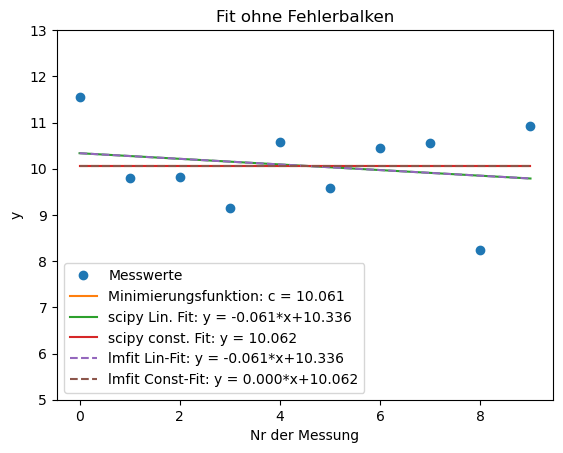 Fit ohne Fehlerbalken
13
12
11
10
9
8
7
6
5
y
Messwerte
Minimierungsfunktion: c = 10.061
scipy Lin. Fit: y = -0.061*x+10.336
scipy const. Fit: y = 10.062
lmfit Lin-Fit: y = -0.061*x+10.336
lmfit Const-Fit: y = 0.000*x+10.062
0 2 4 6 8
Nr der Messung